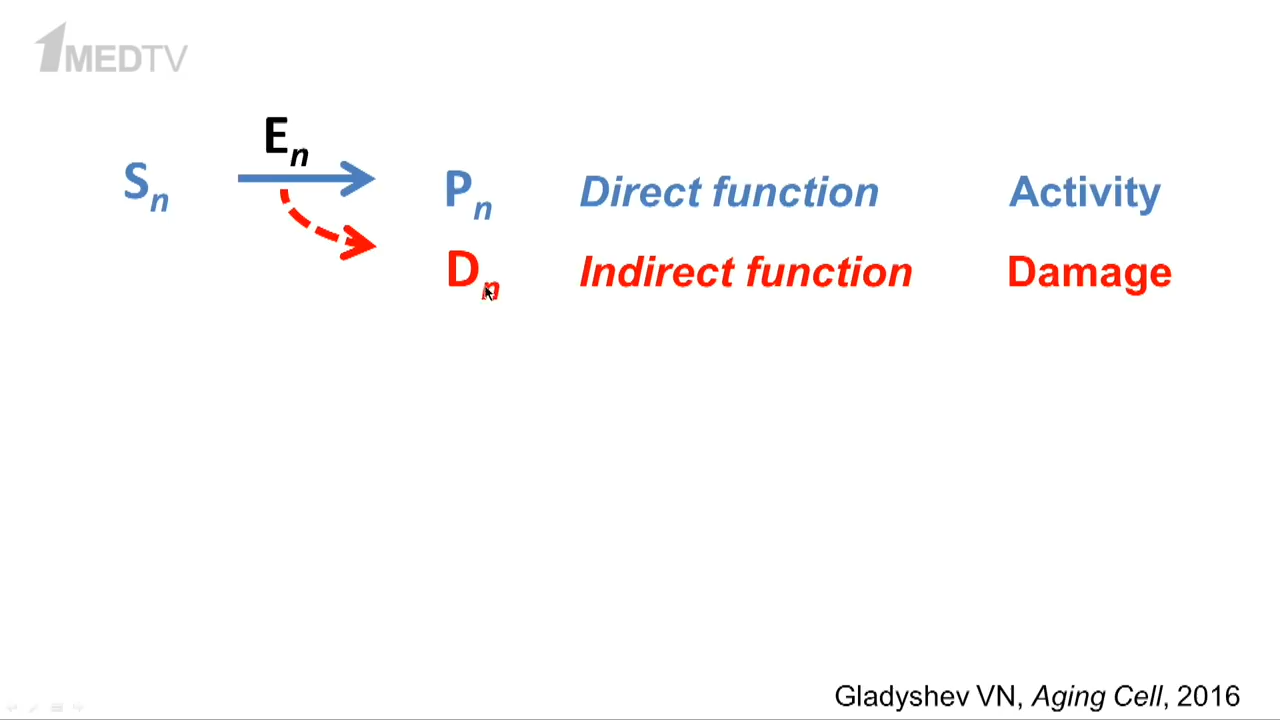 1MEDTV
En
Sn Pn Direct function Activity
Dn Indirect function Damage
Gladyshev VN, Aging Cell, 2016